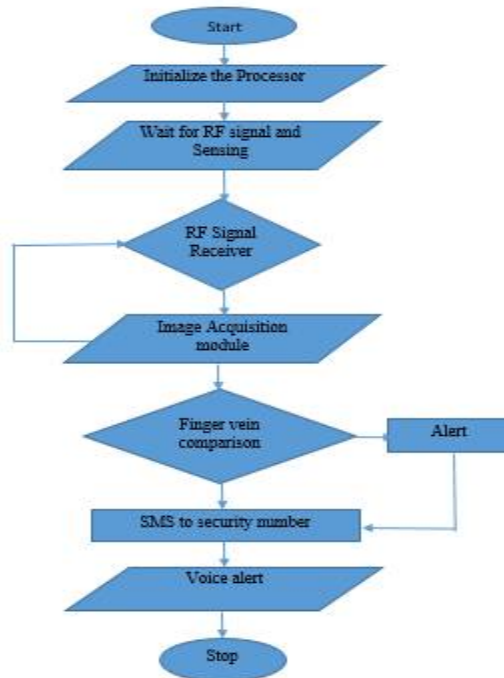 Start
Initialize the Processor
Wait for RF signal and
Sensing
RF Signal
Receiver
Image Acquisition
module
Finger vein
comparison
Alert
SMS to security number
Voice alert
Stop